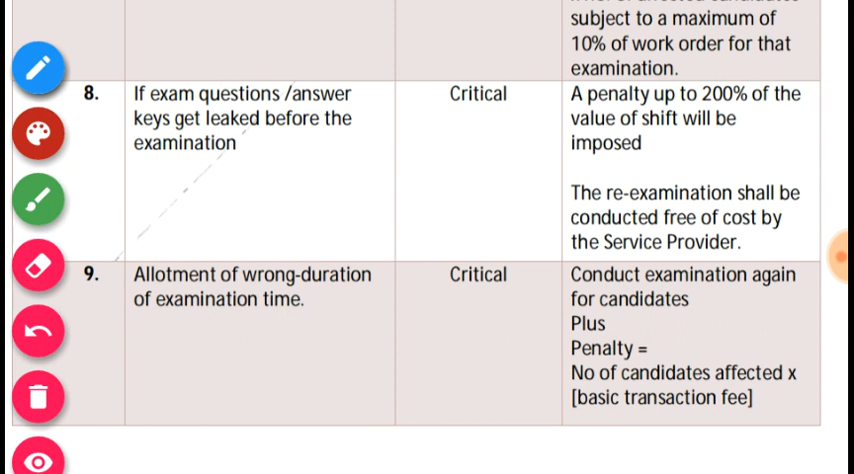 subject to a maximum of
10% of work order for that
examination.
8.
If exam questions /answer
keys get leaked before the
examination
Critical
A penalty up to 200% of the
value of shift will be
imposed
The re-examination shall be
conducted free of cost by
the Service Provider.
9.
Allotment of wrong-duration
of examination time.
Critical
Conduct examination again
for candidates
Plus
Penalty =
No of candidates affected x
[basic transaction fee]